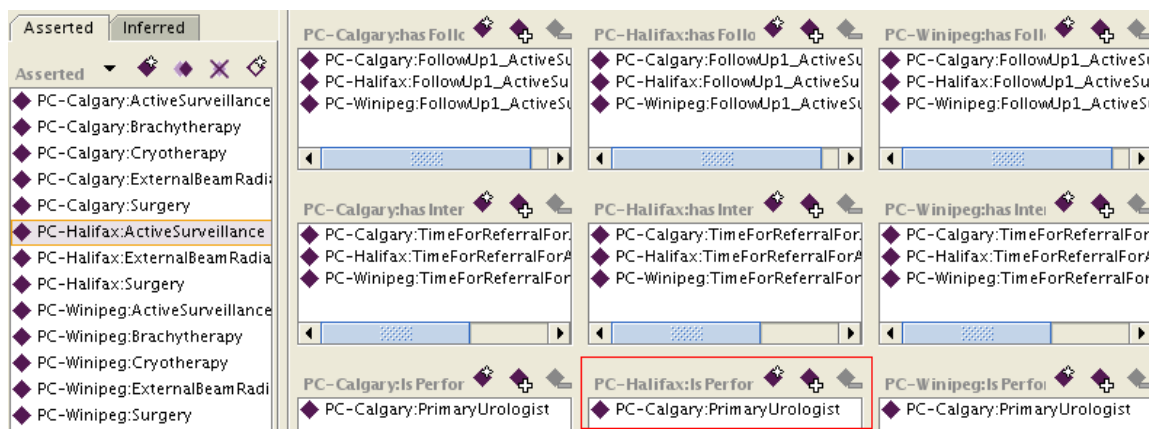 Asserted
Inferred
Asserted
PC-Calgary:ActiveSurveillance
PC-Calgary:Brachytherapy
PC-Calgary:Cryotherapy
PC-Calgary:ExternalBeamRadia
PC-Calgary:Surgery
PC-Halifax:ActiveSurveillance
PC-Halifax:ExternalBeamRadia
PC-Halifax:Surgery
PC-Winipeg:ActiveSurveillance
PC-Winipeg:Brachytherapy
PC-Winipeg:Cryotherapy
PC-Winipeg:ExternalBeamRadi
PC-Winipeg:Surgery
PC-Calgary:has Follo
PC-Calgary:FollowUp1_ActiveSu
PC-Halifax:FollowUp1_ActiveSu
PC-Winipeg:FollowUp1_ActiveSu
PC-Halifax:has Follo
PC-Calgary:FollowUp1_ActiveSu
PC-Halifax:FollowUp1_ActiveSu
PC-Winipeg:FollowUp1_ActiveSu
PC-Winipeg:has Foll
PC-Calgary:FollowUp1_ActiveS
PC-Halifax:FollowUp1_ActiveS
PC-Winipeg:FollowUp1_ActiveS
PC-Calgary:has Inter
PC-Calgary:TimeForReferralFor
PC-Halifax:TimeForReferralForA
PC-Winipeg:TimeForReferralFor
PC-Halifax:has Inter
PC-Calgary:TimeForReferralFor
PC-Halifax:TimeForReferralForA
PC-Winipeg:TimeForReferralFor
PC-Winipeg:has Inte
PC-Calgary:TimeForReferralFor
PC-Halifax:TimeForReferralForA
PC-Winipeg:TimeForReferralFor
PC-Calgary:Is Perfor
PC-Calgary:PrimaryUrologist
PC-Halifax:Is Perfor
PC-Calgary:PrimaryUrologist
PC-Winipeg:Is Perfo
PC-Calgary:PrimaryUrologist